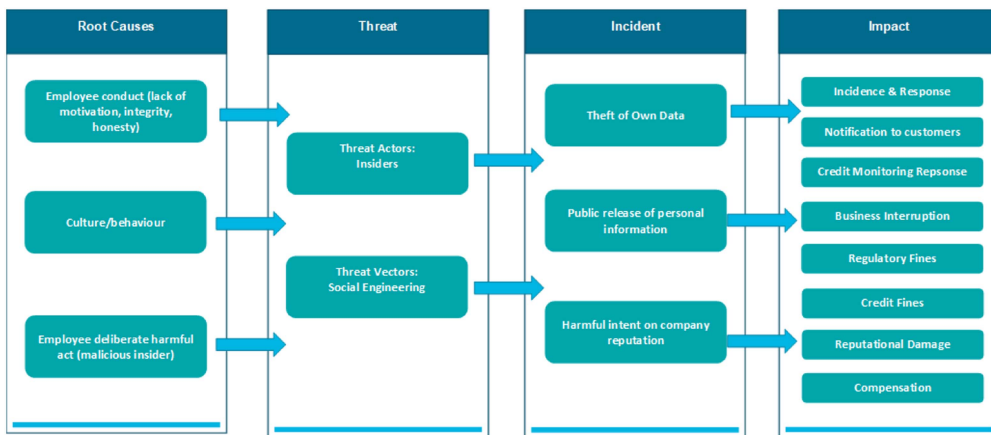 Root Causes
Threat
Incident
Impact
Employee conduct (lack of
motivation, integrity,
honesty)
Culture/behaviour
Employee deliberate harmful
act (malicious insider)
Threat Actors:
Insiders
Threat Vectors:
Social Engineering
Theft of Own Data
Public release of personal
information
Harmful intent on company
reputation
Incidence & Response
Notification to customers
Credit Monitoring Repsonse
Business Interruption
Regulatory Fines
Credit Fines
Reputational Damage
Compensation